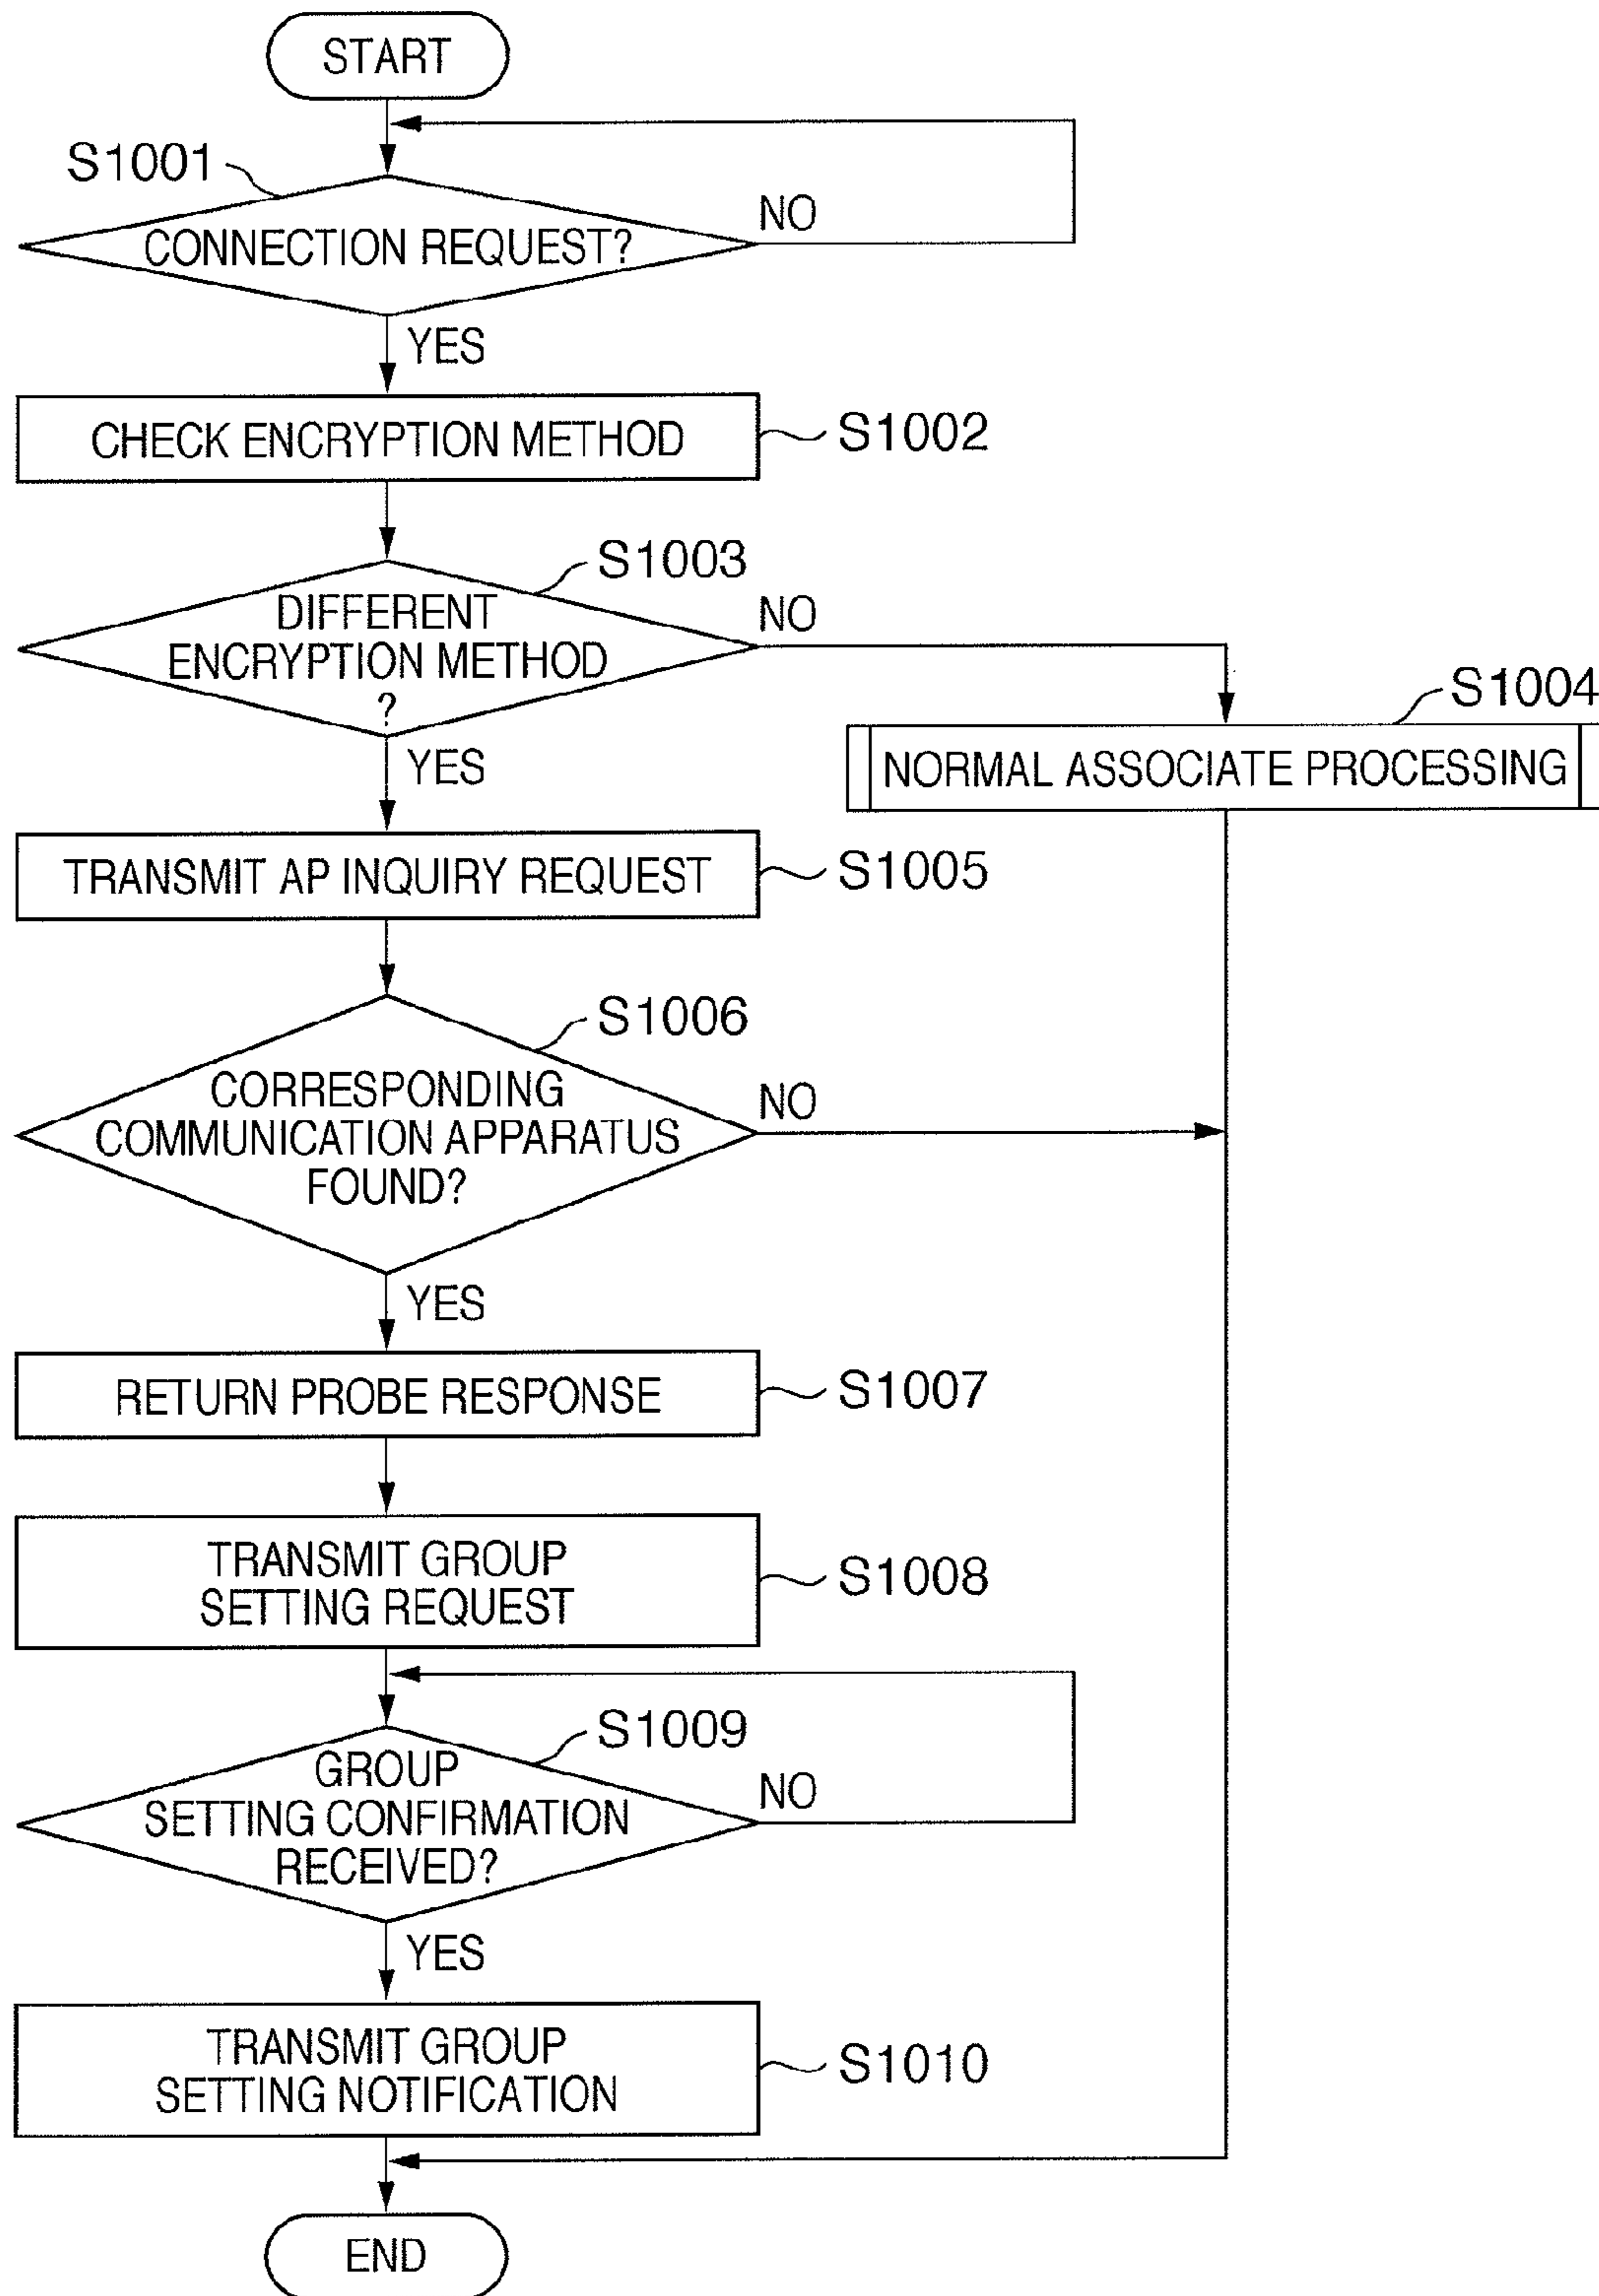 START
S1001
NO
CONNECTION REQUEST?
YES
CHECK ENCRYPTION METHOD
S1002
S1003
DIFFERENT
ENCRYPTION METHOD
?
NO
S1004
NORMAL ASSOCIATE PROCESSING
YES
TRANSMIT AP INQUIRY REQUEST
S1005
S1006
CORRESPONDING
COMMUNICATION APPARATUS
FOUND?
NO
YES
RETURN PROBE RESPONSE
S1007
TRANSMIT GROUP
SETTING REQUEST
S1008
S1009
GROUP
SETTING CONFIRMATION
RECEIVED?
NO
YES
TRANSMIT GROUP
SETTING NOTIFICATION
S1010
END